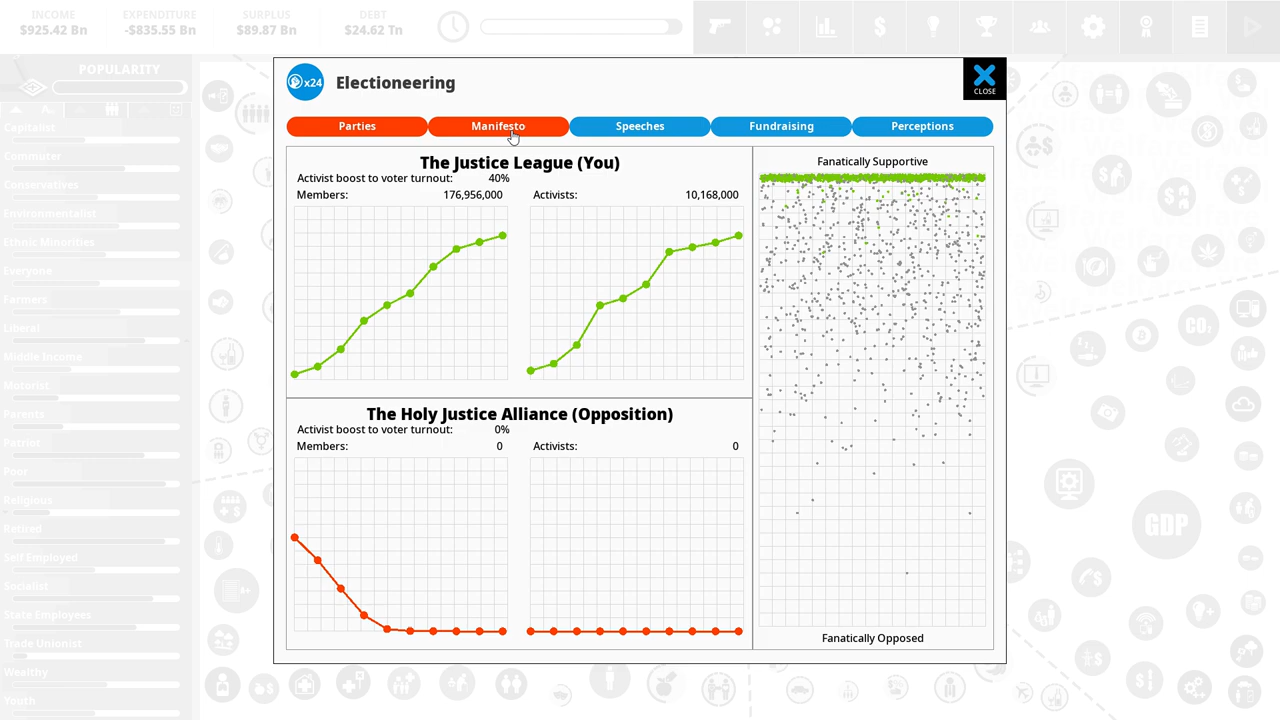 INCOME
$925.42 Bn
EXPENDITURE
-$835.55 Bn
SURPLUS
$89.87 Bn
DEBT
$24.62 Tn
POPULARITY
Capitalist
Commuter
Conservatives
Environmentalist
Ethnic Minorities
Everyone
Farmers
Liberal
Middle Income
Motorist
Parents
Patriot
Poor
Religious
Retired
Self Employed
Socialist
State Employees
Trade Unionist
Wealthy
Youth
x24
Electioneering
CLOSE
Parties
Manifesto
Speeches
Fundraising
Perceptions
The Justice League (You)
Activist boost to voter turnout: 40%
Members: 176,956,000
Activists: 10,168,000
The Holy Justice Alliance (Opposition)
Activist boost to voter turnout: 0%
Members: 0
Activists: 0
Fanatically Supportive
Fanatically Opposed
CO₂
GDP